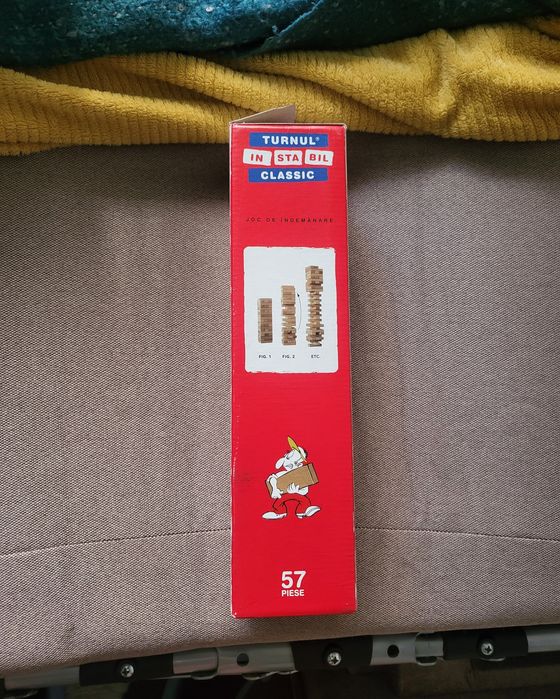 TURNUL®
IN STA BIL
CLASSIC
JOC DE ÎNDEMÂNARE
FIG. 1 FIG. 2 ETC.
57
PIESE